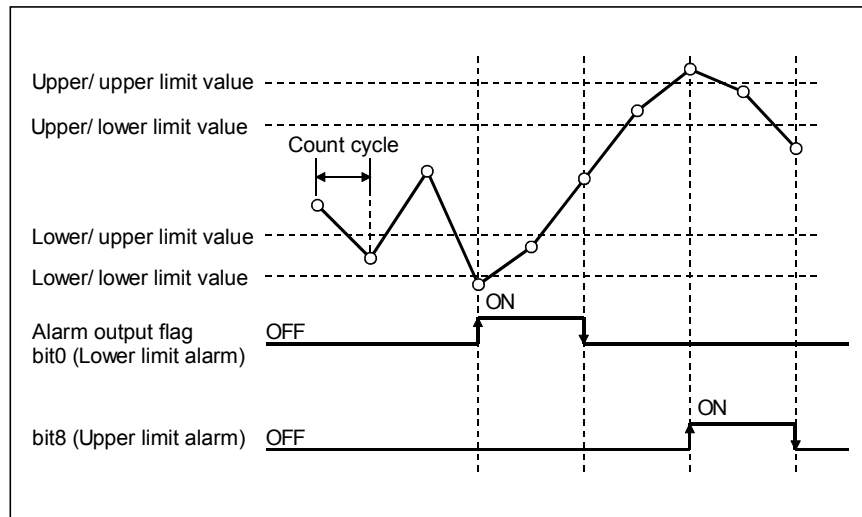 Upper/ upper limit value
Upper/ lower limit value
Count cycle
Lower/ upper limit value
Lower/ lower limit value
ON
Alarm output flag
OFF
bit0 (Lower limit alarm)
ON
bit8 (Upper limit alarm)
OFF